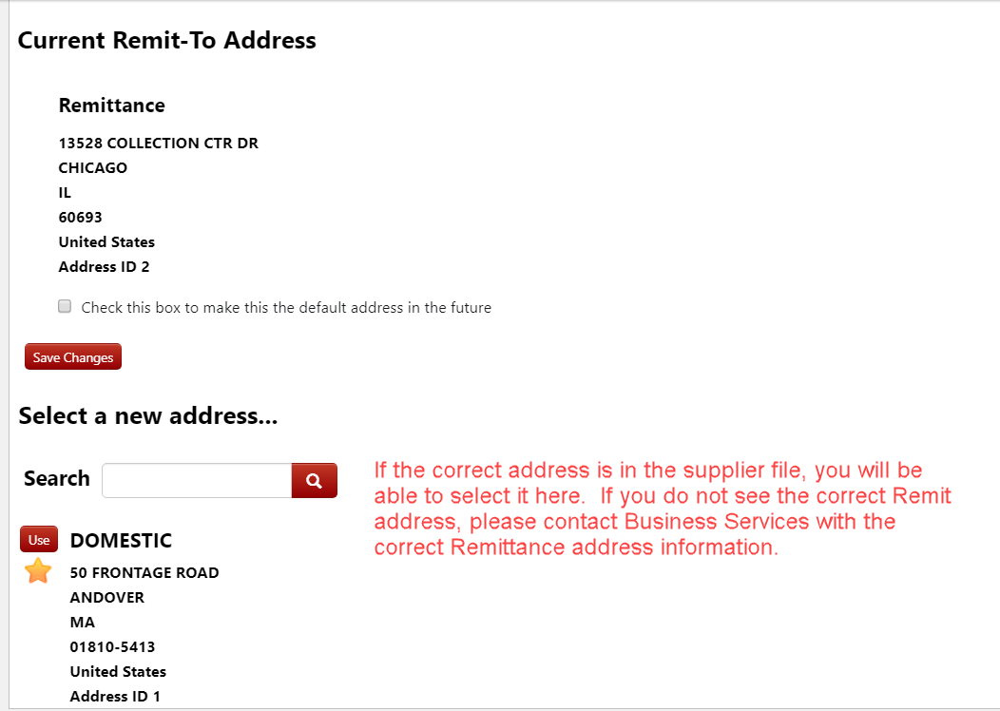 Current Remit-To Address
Remittance
13528 COLLECTION CTR DR
CHICAGO
IL
60693
United States
Address ID 2
Check this box to make this the default address in the future
Save Changes
Select a new address...
Search
If the correct address is in the supplier file, you will be
able to select it here.  If you do not see the correct Remit
address, please contact Business Services with the
correct Remittance address information.
Use
DOMESTIC
50 FRONTAGE ROAD
ANDOVER
MA
01810-5413
United States
Address ID 1